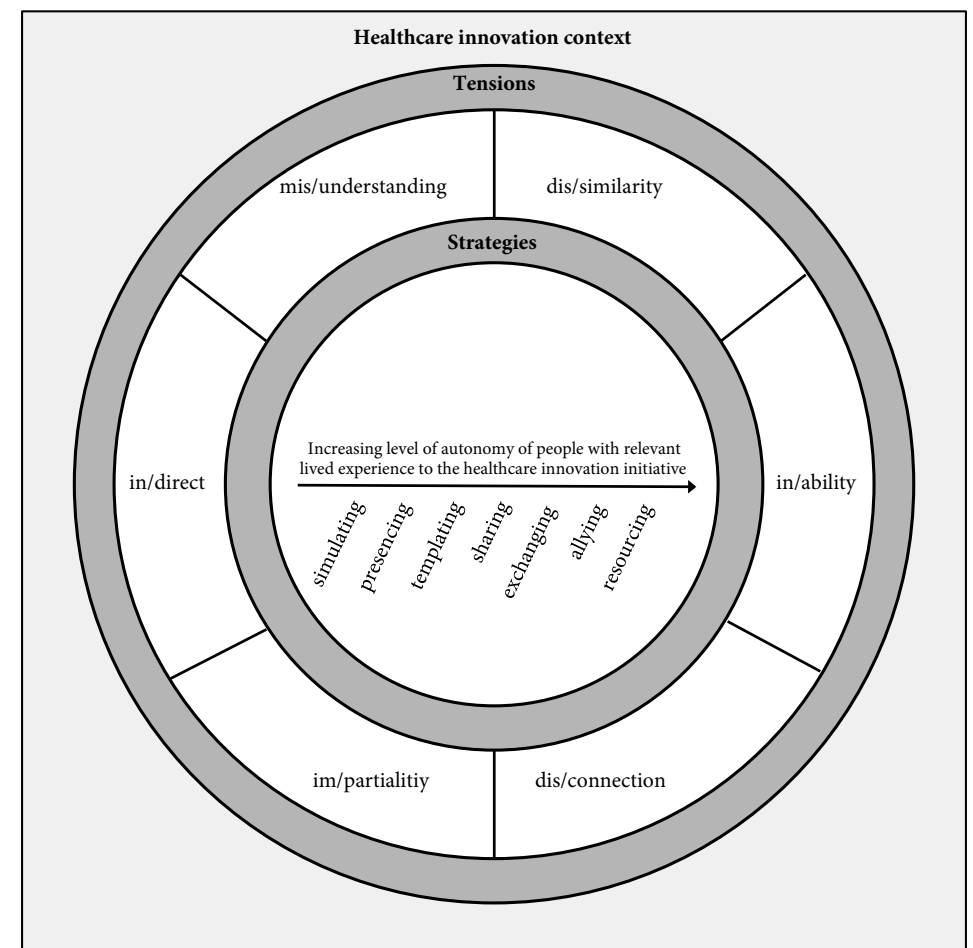 Healthcare innovation context
Tensions
mis/understanding
dis/similarity
Strategies
Increasing level of autonomy of people with relevant
lived experience to the healthcare innovation initiative
in/direct
in/ability
simulating
presencing
templating
sharing
exchanging
allying
resourcing
im/partialitiy
dis/connection